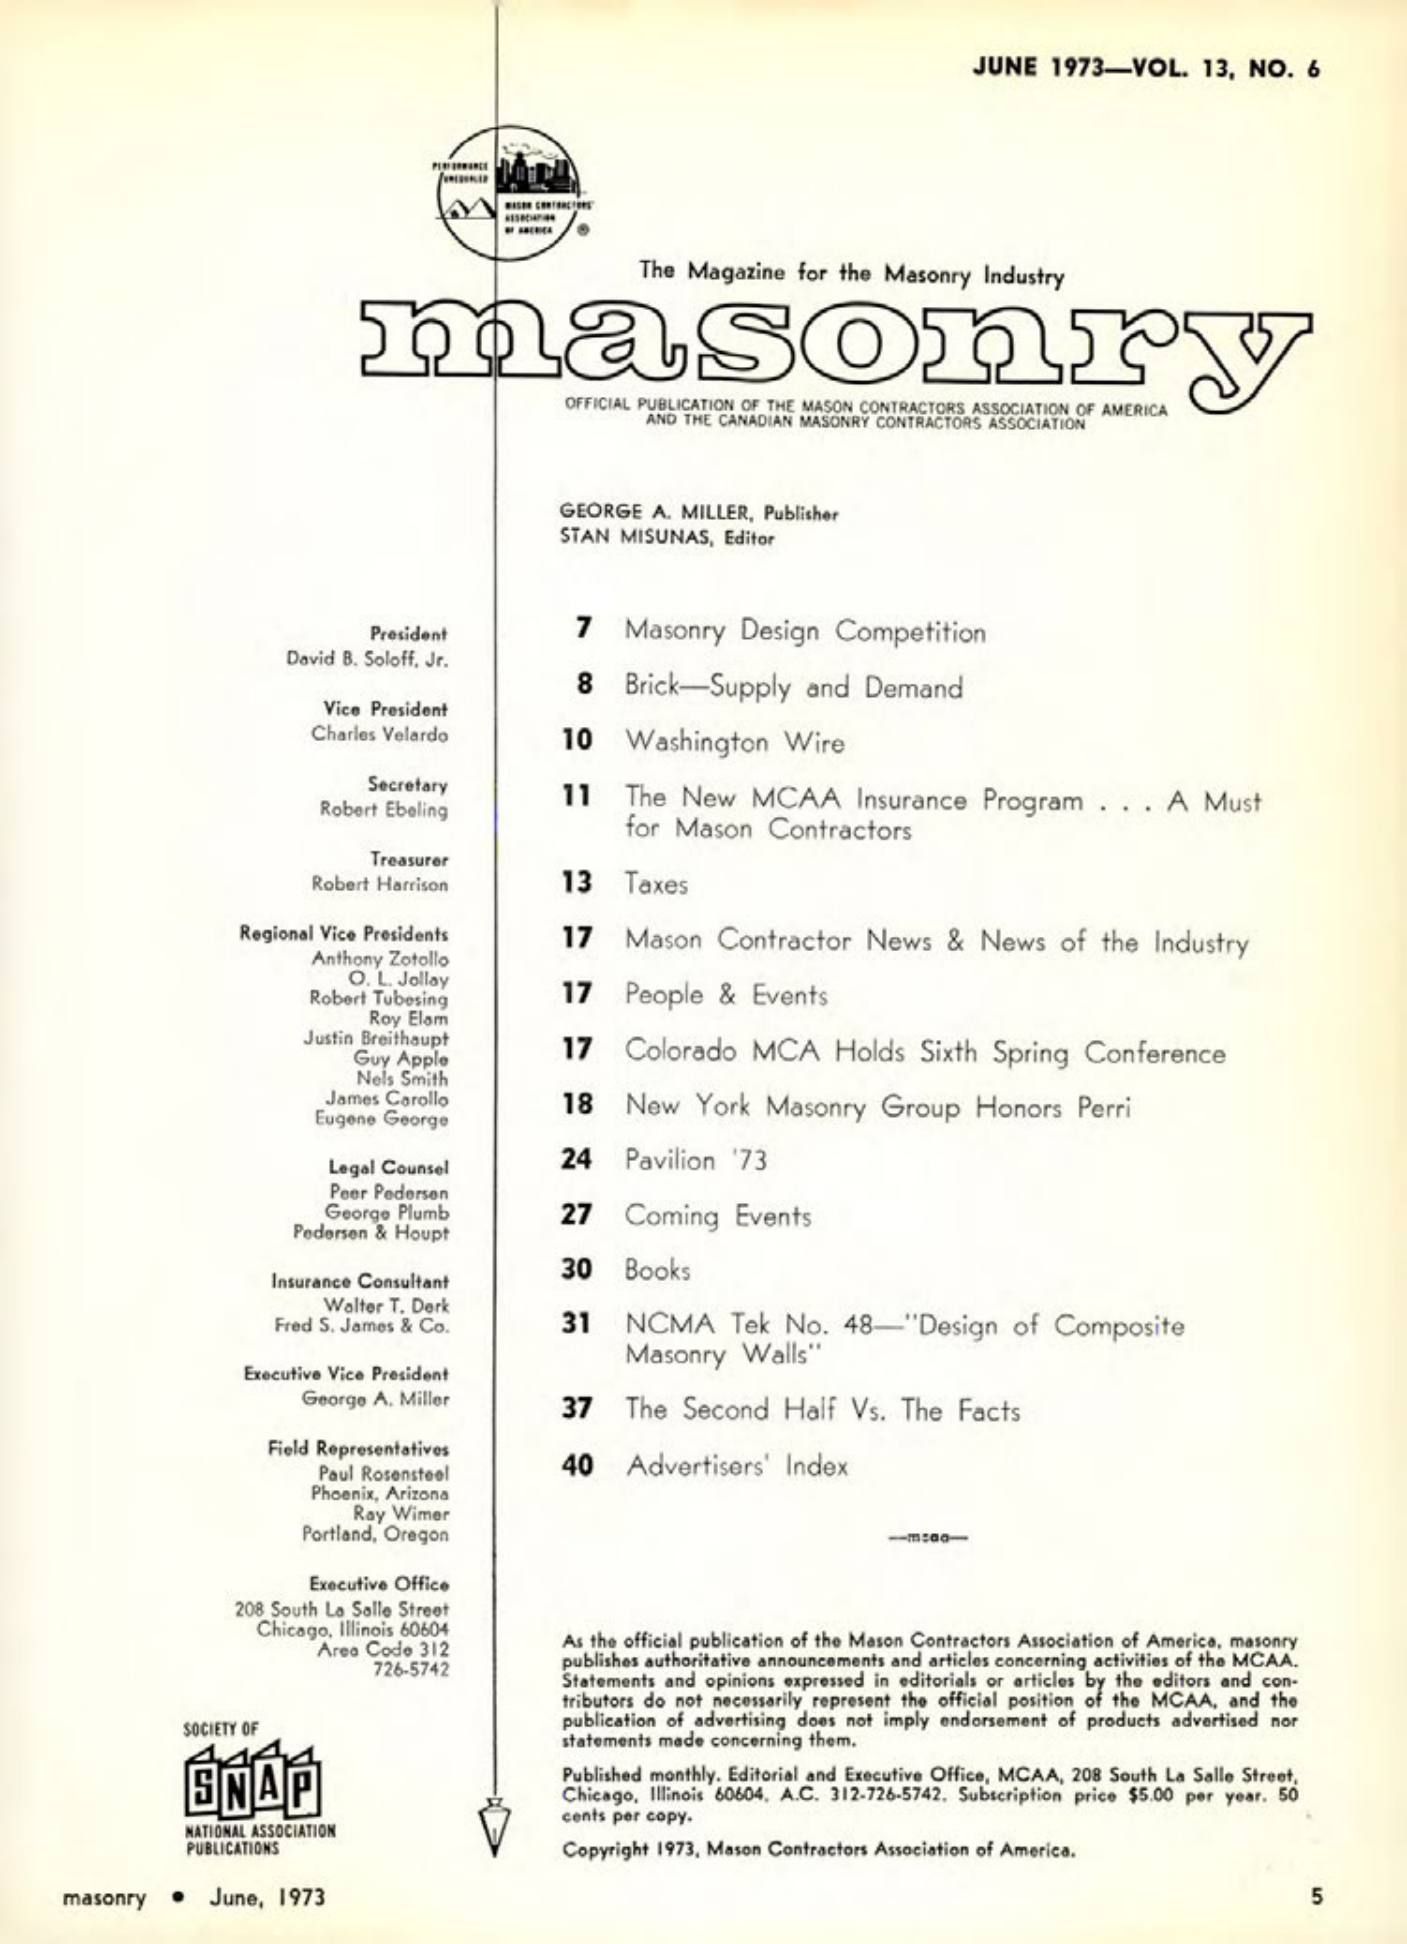 JUNE 1973—VOL. 13, NO. 6
PERFORMANCE
UNEQUALED
MASON CONTRACTORS'
ASSOCIATION
OF AMERICA
®
The Magazine for the Masonry Industry
masonry
OFFICIAL PUBLICATION OF THE MASON CONTRACTORS ASSOCIATION OF AMERICA
AND THE CANADIAN MASONRY CONTRACTORS ASSOCIATION
GEORGE A. MILLER, Publisher
STAN MISUNAS, Editor
President
David B. Soloff, Jr.
Vice President
Charles Velardo
Secretary
Robert Ebeling
Treasurer
Robert Harrison
Regional Vice Presidents
Anthony Zotollo
O. L. Jollay
Robert Tubesing
Roy Elam
Justin Breithaupt
Guy Apple
Nels Smith
James Carollo
Eugene George
Legal Counsel
Peer Pedersen
George Plumb
Pedersen & Houpt
Insurance Consultant
Walter T. Derk
Fred S. James & Co.
Executive Vice President
George A. Miller
Field Representatives
Paul Rosensteel
Phoenix, Arizona
Ray Wimer
Portland, Oregon
Executive Office
208 South La Salle Street
Chicago, Illinois 60604
Area Code 312
726-5742
SOCIETY OF
SNAP
NATIONAL ASSOCIATION
PUBLICATIONS
7 Masonry Design Competition
8 Brick—Supply and Demand
10 Washington Wire
11 The New MCAA Insurance Program . . . A Must
for Mason Contractors
13 Taxes
17 Mason Contractor News & News of the Industry
17 People & Events
17 Colorado MCA Holds Sixth Spring Conference
18 New York Masonry Group Honors Perri
24 Pavilion '73
27 Coming Events
30 Books
31 NCMA Tek No. 48—"Design of Composite
Masonry Walls"
37 The Second Half Vs. The Facts
40 Advertisers' Index
—mcaa—
As the official publication of the Mason Contractors Association of America, masonry
publishes authoritative announcements and articles concerning activities of the MCAA.
Statements and opinions expressed in editorials or articles by the editors and con-
tributors do not necessarily represent the official position of the MCAA, and the
publication of advertising does not imply endorsement of products advertised nor
statements made concerning them.
Published monthly. Editorial and Executive Office, MCAA, 208 South La Salle Street,
Chicago, Illinois 60604. A.C. 312-726-5742. Subscription price $5.00 per year. 50
cents per copy.
Copyright 1973, Mason Contractors Association of America.
masonry • June, 1973
5